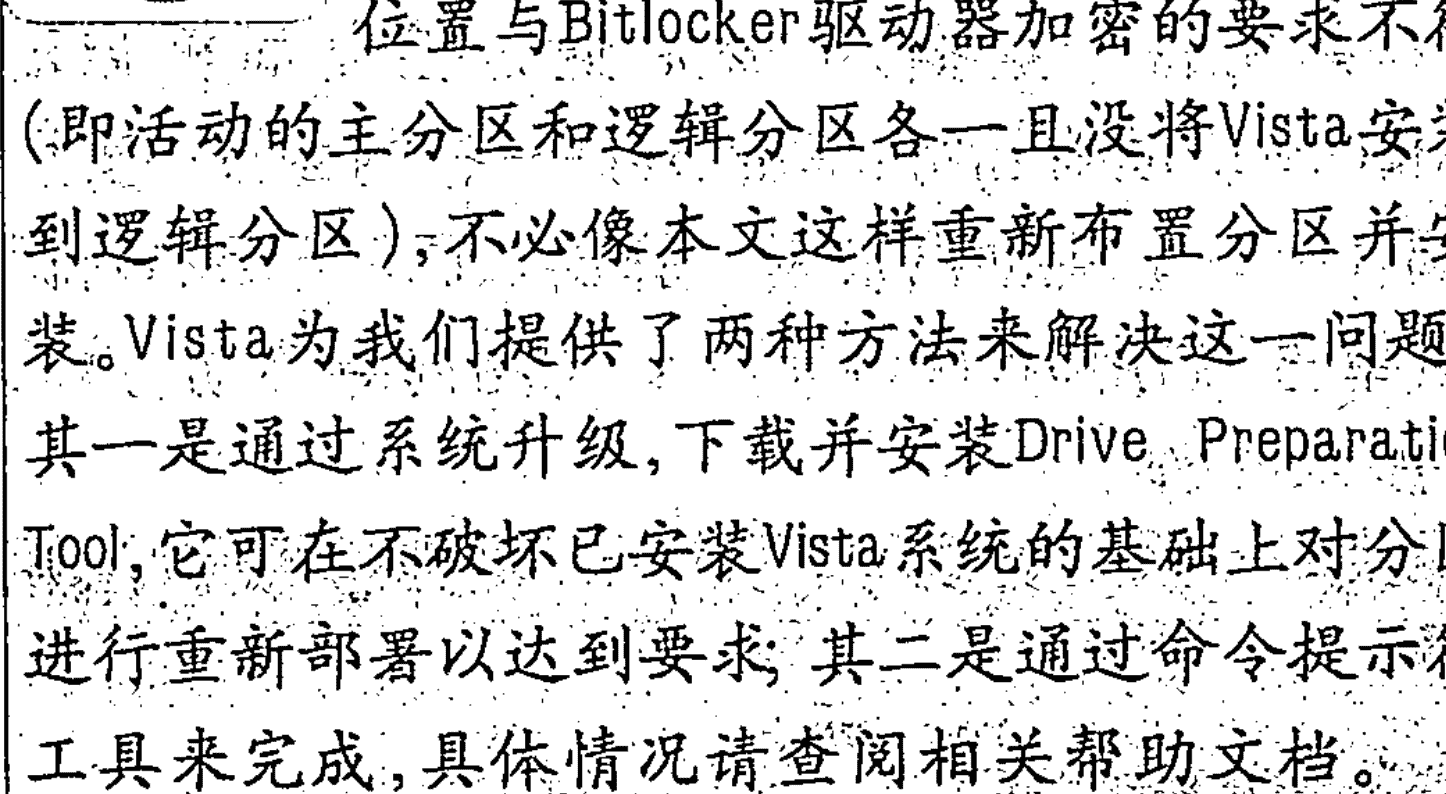 位置与Bitlocker驱动器加密的要求不
(即活动的主分区和逻辑分区各一且没将Vista安
到逻辑分区),不必像本文这样重新布置分区并
装。Vista为我们提供了两种方法来解决这一问题
其一是通过系统升级,下载并安装Drive Preparati
Tool,它可在不破坏已安装Vista系统的基础上对分
进行重新部署以达到要求;其二是通过命令提示
工具来完成,具体情况请查阅相关帮助文档。